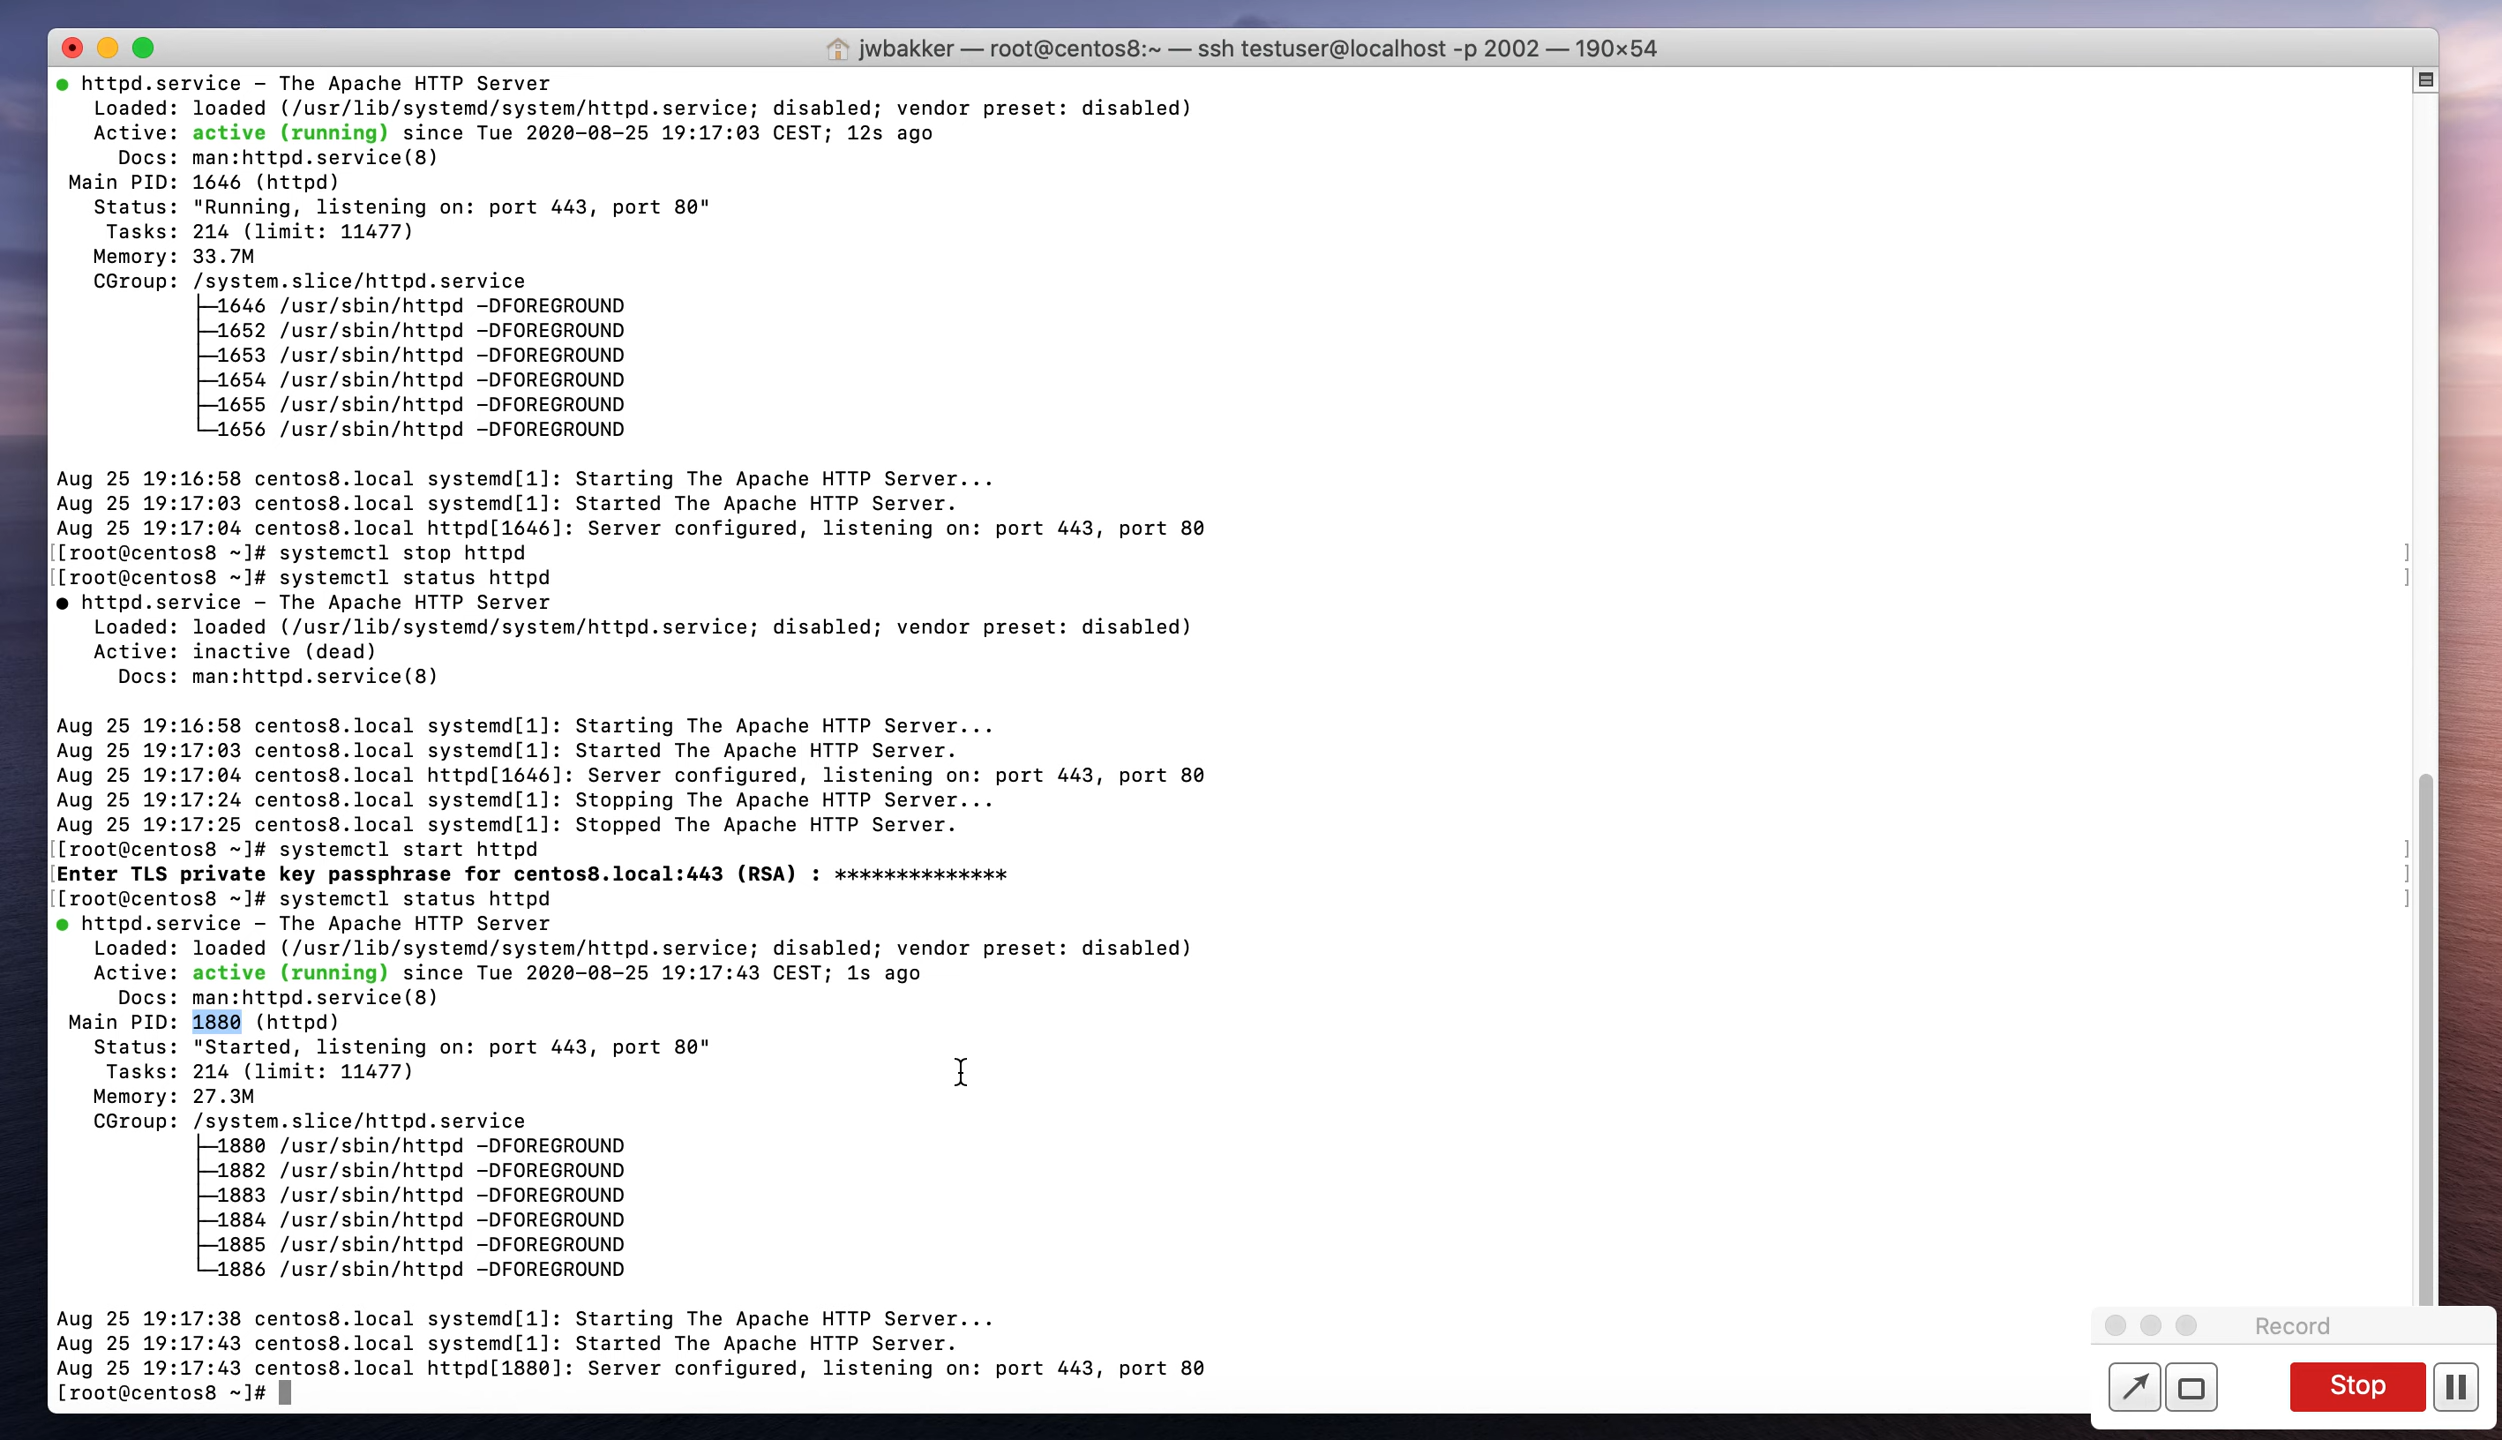 jwbakker — root@centos8:~ — ssh testuser@localhost -p 2002 — 190×54
● httpd.service – The Apache HTTP Server
   Loaded: loaded (/usr/lib/systemd/system/httpd.service; disabled; vendor preset: disabled)
   Active: active (running) since Tue 2020–08–25 19:17:03 CEST; 12s ago
     Docs: man:httpd.service(8)
 Main PID: 1646 (httpd)
   Status: "Running, listening on: port 443, port 80"
    Tasks: 214 (limit: 11477)
   Memory: 33.7M
   CGroup: /system.slice/httpd.service
           ├─1646 /usr/sbin/httpd –DFOREGROUND
           ├─1652 /usr/sbin/httpd –DFOREGROUND
           ├─1653 /usr/sbin/httpd –DFOREGROUND
           ├─1654 /usr/sbin/httpd –DFOREGROUND
           ├─1655 /usr/sbin/httpd –DFOREGROUND
           └─1656 /usr/sbin/httpd –DFOREGROUND
Aug 25 19:16:58 centos8.local systemd[1]: Starting The Apache HTTP Server...
Aug 25 19:17:03 centos8.local systemd[1]: Started The Apache HTTP Server.
Aug 25 19:17:04 centos8.local httpd[1646]: Server configured, listening on: port 443, port 80
[[root@centos8 ~]# systemctl stop httpd ]
[[root@centos8 ~]# systemctl status httpd ]
● httpd.service – The Apache HTTP Server
   Loaded: loaded (/usr/lib/systemd/system/httpd.service; disabled; vendor preset: disabled)
   Active: inactive (dead)
     Docs: man:httpd.service(8)
Aug 25 19:16:58 centos8.local systemd[1]: Starting The Apache HTTP Server...
Aug 25 19:17:03 centos8.local systemd[1]: Started The Apache HTTP Server.
Aug 25 19:17:04 centos8.local httpd[1646]: Server configured, listening on: port 443, port 80
Aug 25 19:17:24 centos8.local systemd[1]: Stopping The Apache HTTP Server...
Aug 25 19:17:25 centos8.local systemd[1]: Stopped The Apache HTTP Server.
[[root@centos8 ~]# systemctl start httpd ]
[Enter TLS private key passphrase for centos8.local:443 (RSA) : ************** ]
[[root@centos8 ~]# systemctl status httpd ]
● httpd.service – The Apache HTTP Server
   Loaded: loaded (/usr/lib/systemd/system/httpd.service; disabled; vendor preset: disabled)
   Active: active (running) since Tue 2020–08–25 19:17:43 CEST; 1s ago
     Docs: man:httpd.service(8)
 Main PID: 1880 (httpd)
   Status: "Started, listening on: port 443, port 80"
    Tasks: 214 (limit: 11477)
   Memory: 27.3M
   CGroup: /system.slice/httpd.service
           ├─1880 /usr/sbin/httpd –DFOREGROUND
           ├─1882 /usr/sbin/httpd –DFOREGROUND
           ├─1883 /usr/sbin/httpd –DFOREGROUND
           ├─1884 /usr/sbin/httpd –DFOREGROUND
           ├─1885 /usr/sbin/httpd –DFOREGROUND
           └─1886 /usr/sbin/httpd –DFOREGROUND
Aug 25 19:17:38 centos8.local systemd[1]: Starting The Apache HTTP Server...
Aug 25 19:17:43 centos8.local systemd[1]: Started The Apache HTTP Server.
Aug 25 19:17:43 centos8.local httpd[1880]: Server configured, listening on: port 443, port 80
[root@centos8 ~]#
Record
Stop